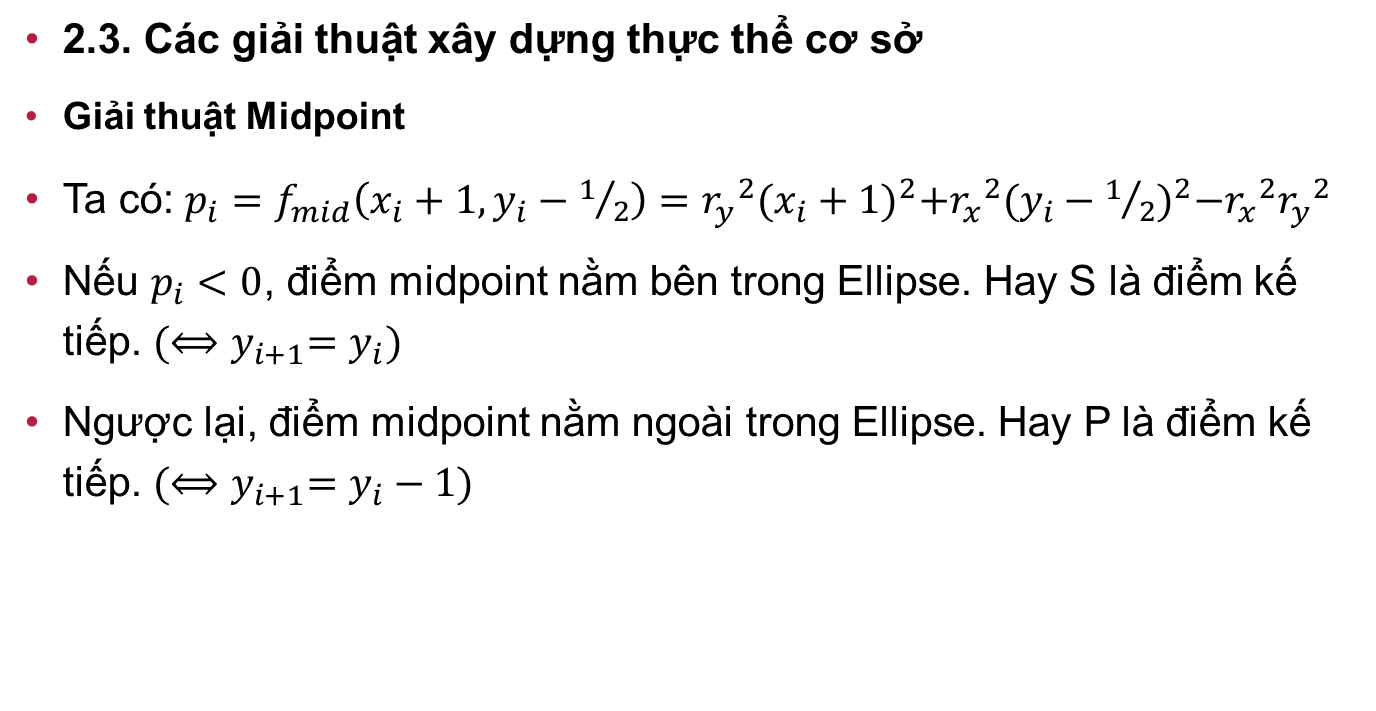 • 2.3. Các giải thuật xây dựng thực thể cơ sở
• Giải thuật Midpoint
• Ta có: 𝑝ᵢ = 𝑓𝑚𝑖𝑑(𝑥ᵢ + 1, 𝑦ᵢ − ¹/₂) = 𝑟_𝑦²(𝑥ᵢ + 1)²+𝑟ₓ²(𝑦ᵢ − ¹/₂)²−𝑟ₓ²𝑟_𝑦²
• Nếu 𝑝ᵢ < 0, điểm midpoint nằm bên trong Ellipse. Hay S là điểm kế
tiếp. (⟺ 𝑦ᵢ₊₁= 𝑦ᵢ)
• Ngược lại, điểm midpoint nằm ngoài trong Ellipse. Hay P là điểm kế
tiếp. (⟺ 𝑦ᵢ₊₁= 𝑦ᵢ − 1)